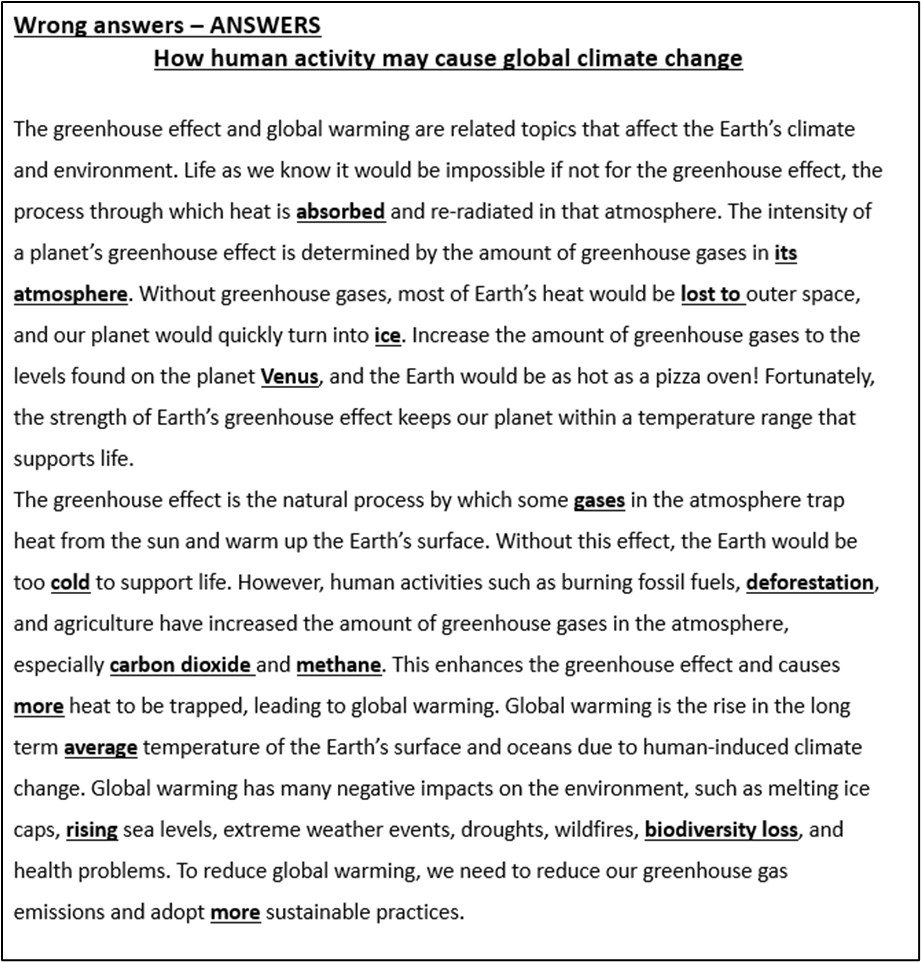 Wrong answers – ANSWERS
How human activity may cause global climate change
The greenhouse effect and global warming are related topics that affect the Earth’s climate
and environment. Life as we know it would be impossible if not for the greenhouse effect, the
process through which heat is absorbed and re-radiated in that atmosphere. The intensity of
a planet’s greenhouse effect is determined by the amount of greenhouse gases in its
atmosphere. Without greenhouse gases, most of Earth’s heat would be lost to outer space,
and our planet would quickly turn into ice. Increase the amount of greenhouse gases to the
levels found on the planet Venus, and the Earth would be as hot as a pizza oven! Fortunately,
the strength of Earth’s greenhouse effect keeps our planet within a temperature range that
supports life.
The greenhouse effect is the natural process by which some gases in the atmosphere trap
heat from the sun and warm up the Earth’s surface. Without this effect, the Earth would be
too cold to support life. However, human activities such as burning fossil fuels, deforestation,
and agriculture have increased the amount of greenhouse gases in the atmosphere,
especially carbon dioxide and methane. This enhances the greenhouse effect and causes
more heat to be trapped, leading to global warming. Global warming is the rise in the long
term average temperature of the Earth’s surface and oceans due to human-induced climate
change. Global warming has many negative impacts on the environment, such as melting ice
caps, rising sea levels, extreme weather events, droughts, wildfires, biodiversity loss, and
health problems. To reduce global warming, we need to reduce our greenhouse gas
emissions and adopt more sustainable practices.